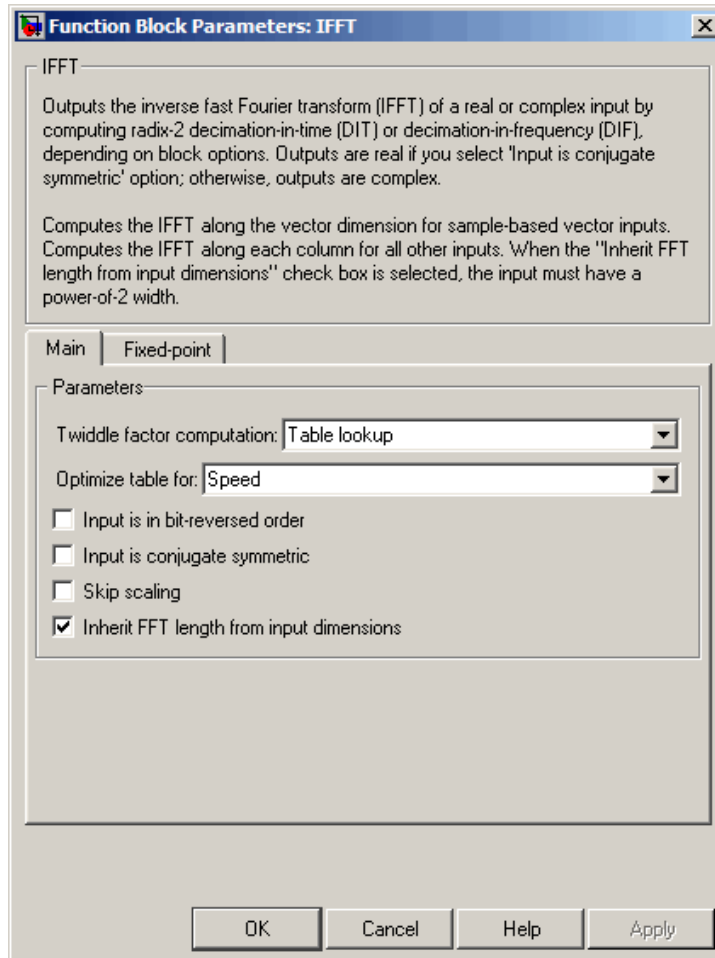 Function Block Parameters: IFFT
IFFT
Outputs the inverse fast Fourier transform (IFFT) of a real or complex input by
computing radix-2 decimation-in-time (DIT) or decimation-in-frequency (DIF),
depending on block options. Outputs are real if you select 'Input is conjugate
symmetric' option; otherwise, outputs are complex.
Computes the IFFT along the vector dimension for sample-based vector inputs.
Computes the IFFT along each column for all other inputs. When the "Inherit FFT
length from input dimensions" check box is selected, the input must have a
power-of-2 width.
Main Fixed-point
Parameters
Twiddle factor computation: Table lookup
Optimize table for: Speed
Input is in bit-reversed order
Input is conjugate symmetric
Skip scaling
Inherit FFT length from input dimensions
OK Cancel Help Apply